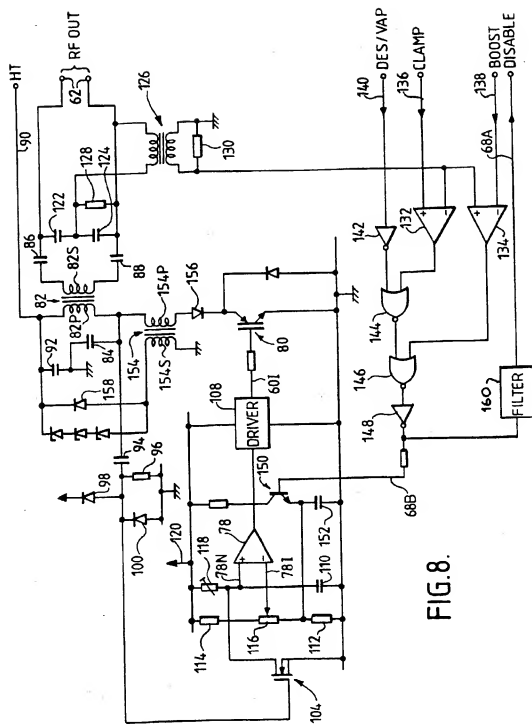 HT
90
RF OUT
62
126
130
86
122
128
124
88
82
82S
82P
92
84
158
154
154P
154S
156
94
96
98
100
80
60I
108
DRIVER
150
120
78
118
78N
78I
114
116
110
112
152
104
68B
DES/VAP
140
CLAMP
136
BOOST
138
DISABLE
68A
142
132
134
144
146
148
160
FILTER
+
-
+
-
+
-
FIG.8.